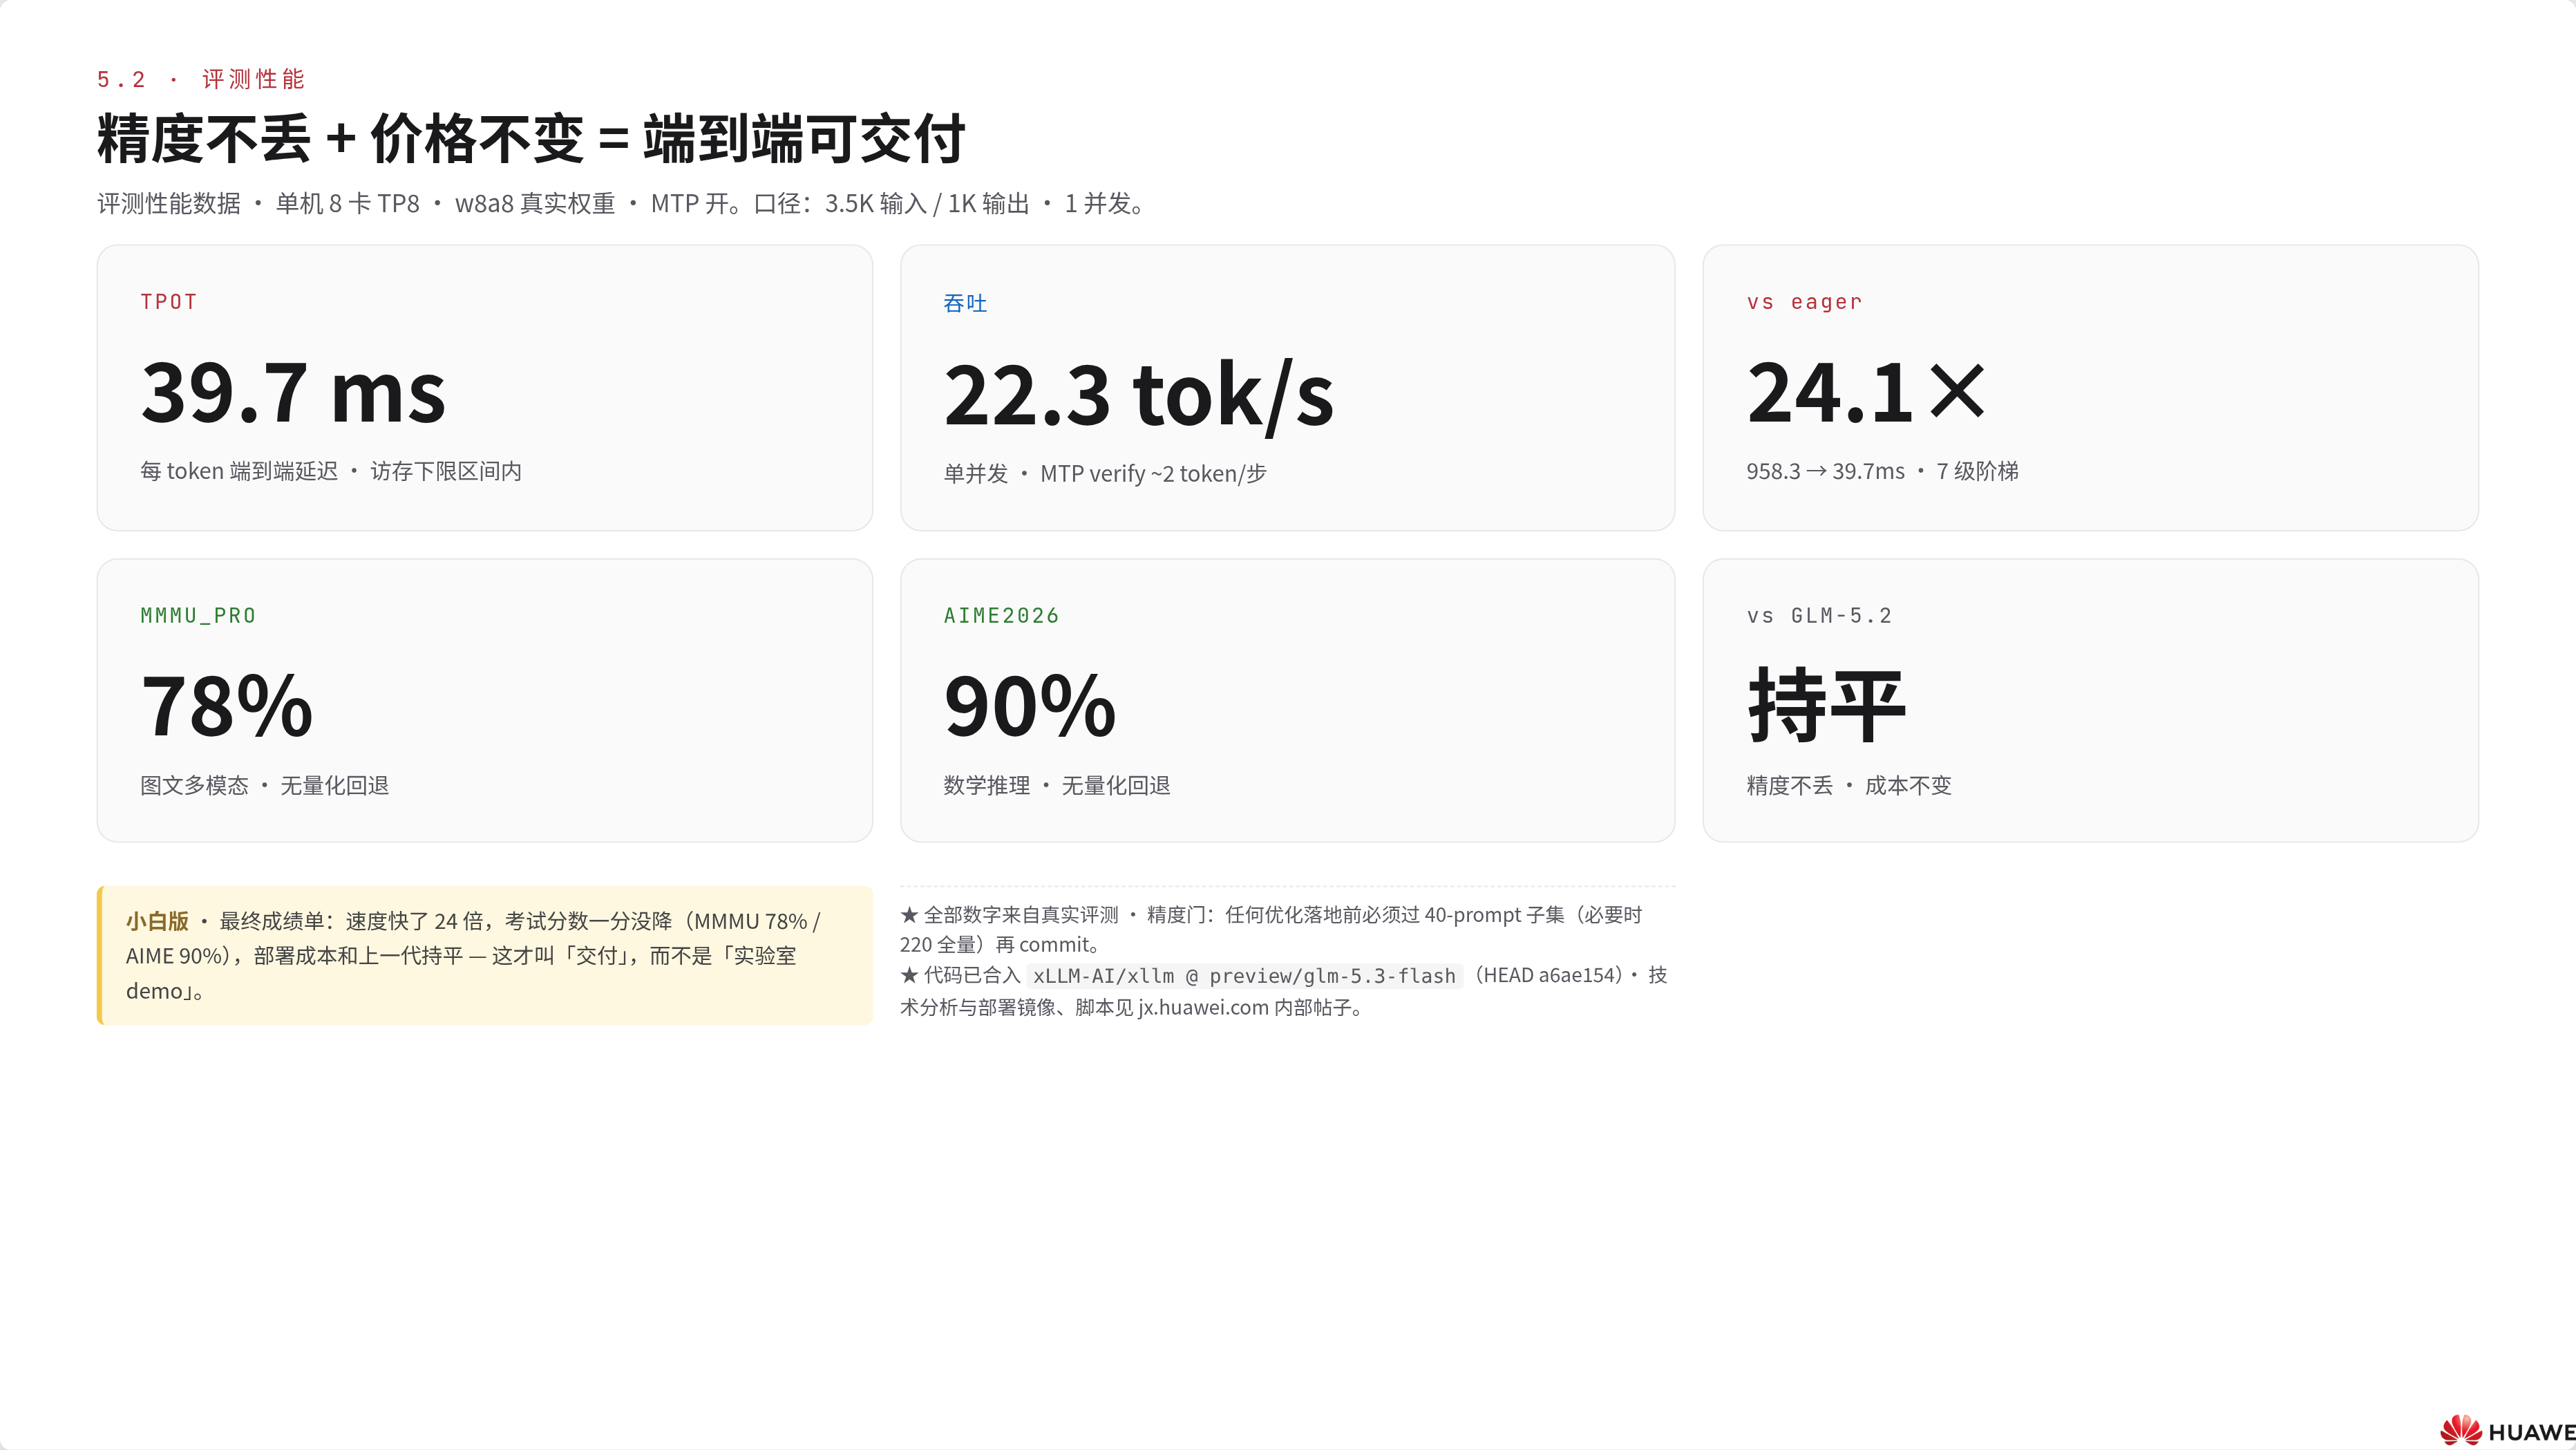 5.2 · 评测性能
精度不丢 + 价格不变 = 端到端可交付
评测性能数据 • 单机 8 卡 TP8 • w8a8 真实权重 • MTP 开。口径：3.5K 输入 / 1K 输出 • 1 并发。
TPOT
39.7 ms
每 token 端到端延迟 • 访存下限区间内
吞吐
22.3 tok/s
单并发 • MTP verify ~2 token/步
vs eager
24.1×
958.3 → 39.7ms • 7 级阶梯
MMMU_PRO
78%
图文多模态 • 无量化回退
AIME2026
90%
数学推理 • 无量化回退
vs GLM-5.2
持平
精度不丢 • 成本不变
小白版 • 最终成绩单：速度快了 24 倍，考试分数一分没降（MMMU 78% /
AIME 90%），部署成本和上一代持平 — 这才叫「交付」，而不是「实验室
demo」。
★ 全部数字来自真实评测 • 精度门：任何优化落地前必须过 40-prompt 子集（必要时
220 全量）再 commit。
★ 代码已合入 xLLM-AI/xllm @ preview/glm-5.3-flash（HEAD a6ae154）• 技
术分析与部署镜像、脚本见 jx.huawei.com 内部帖子。
HUAWE